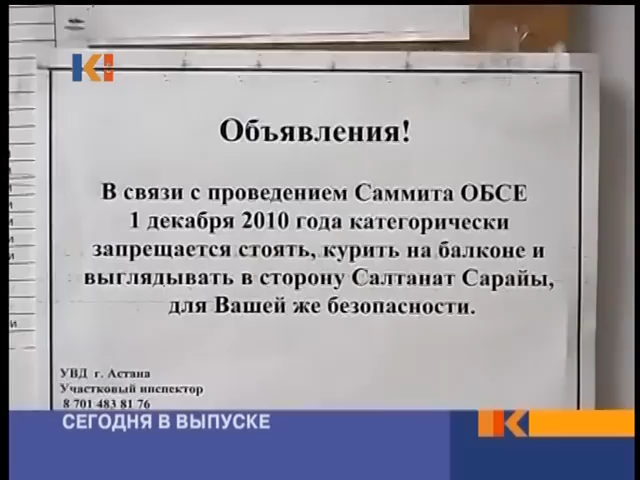 К1
Объявления!
В связи с проведением Саммита ОБСЕ
1 декабря 2010 года категорически
запрещается стоять, курить на балконе и
выглядывать в сторону Салтанат Сарайы,
для Вашей же безопасности.
УВД г. Астана
Участковый инспектор
8 701 483 81 76
СЕГОДНЯ В ВЫПУСКЕ
К